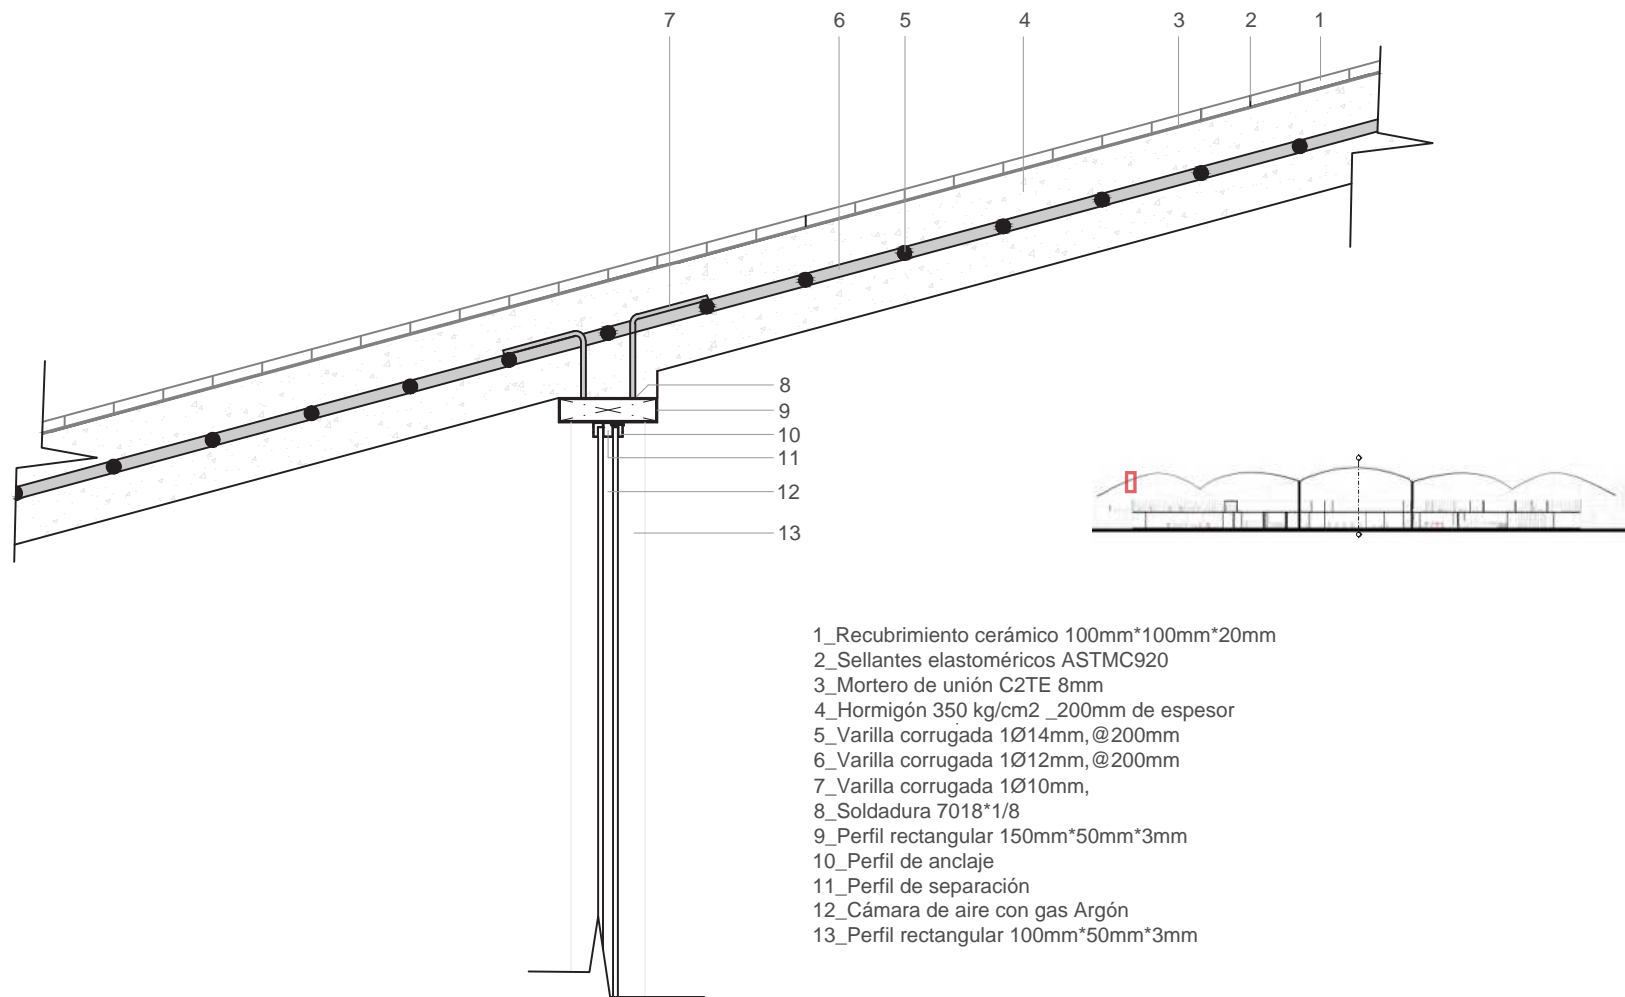 7 6 5 4 3 2 1
8
9
10
11
12
13
1_Recubrimiento cerámico 100mm*100mm*20mm
2_Sellantes elastoméricos ASTMC920
3_Mortero de unión C2TE 8mm
4_Hormigón 350 kg/cm2 _200mm de espesor
5_Varilla corrugada 1Ø14mm,@200mm
6_Varilla corrugada 1Ø12mm,@200mm
7_Varilla corrugada 1Ø10mm,
8_Soldadura 7018*1/8
9_Perfil rectangular 150mm*50mm*3mm
10_Perfil de anclaje
11_Perfil de separación
12_Cámara de aire con gas Argón
13_Perfil rectangular 100mm*50mm*3mm